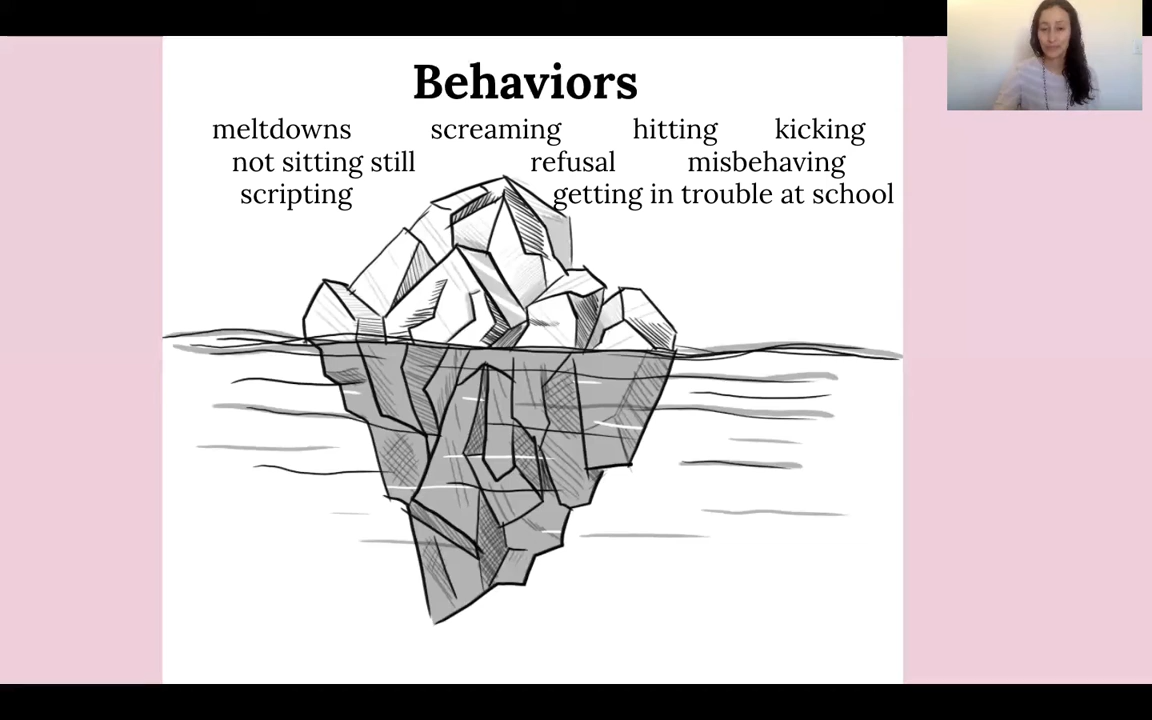 Behaviors
meltdowns screaming hitting kicking
not sitting still refusal misbehaving
scripting getting in trouble at school